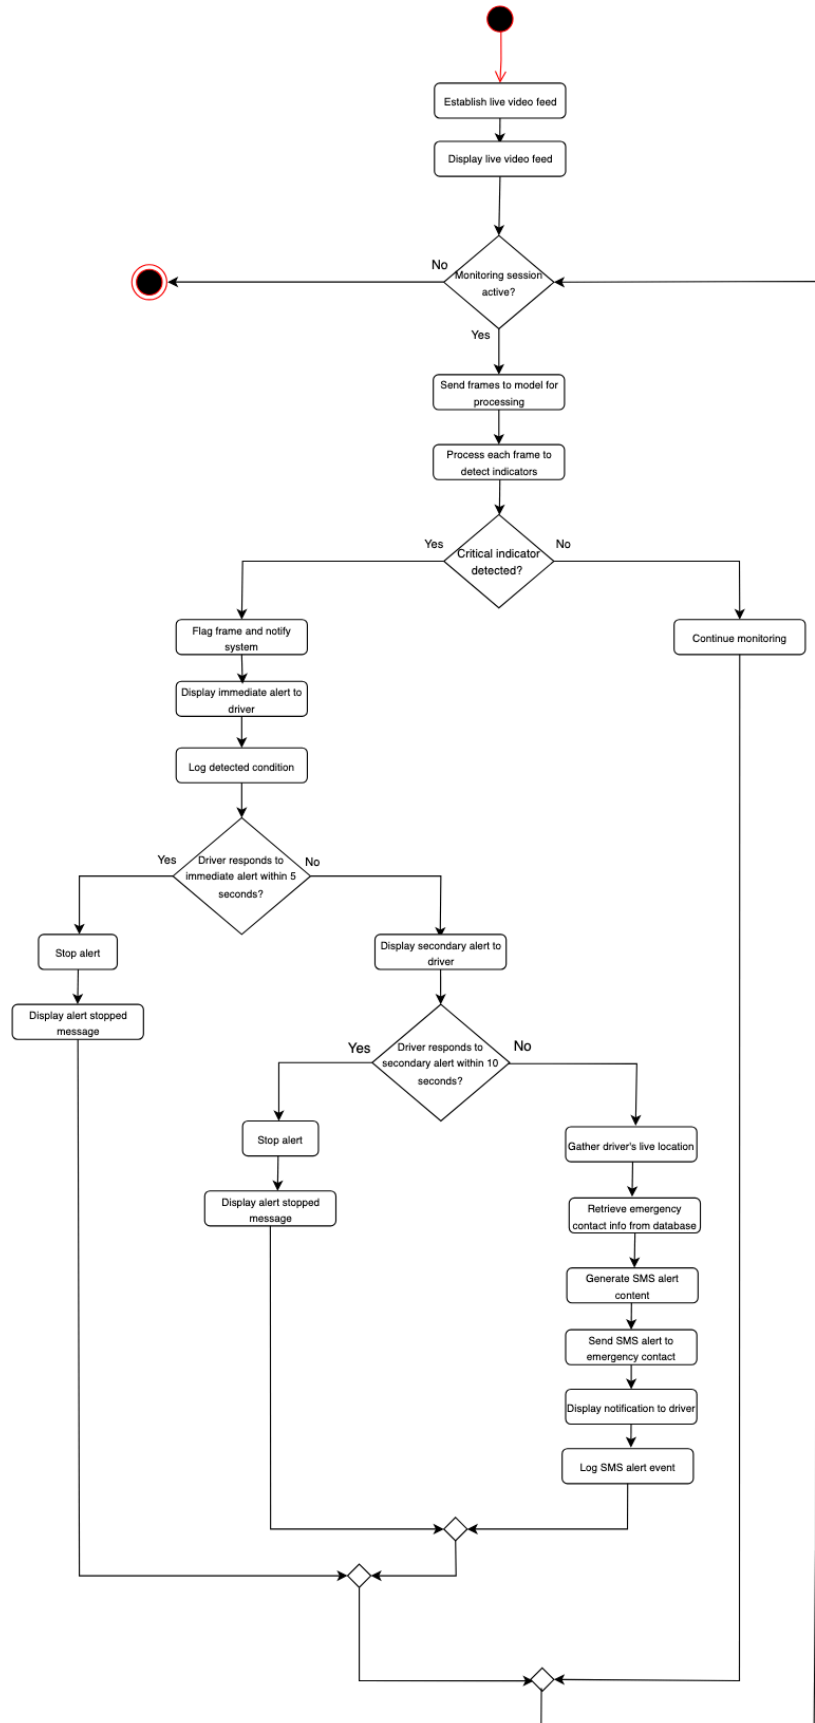 Establish live video feed
Display live video feed
No
Monitoring session
active?
Yes
Send frames to model for
processing
Process each frame to
detect indicators
Yes
No
Critical indicator
detected?
Flag frame and notify
system
Continue monitoring
Display immediate alert to
driver
Log detected condition
Yes
No
Driver responds to
immediate alert within 5
seconds?
Stop alert
Display secondary alert to
driver
Display alert stopped
message
Yes
No
Driver responds to
secondary alert within 10
seconds?
Stop alert
Gather driver's live location
Display alert stopped
message
Retrieve emergency
contact info from database
Generate SMS alert
content
Send SMS alert to
emergency contact
Display notification to driver
Log SMS alert event